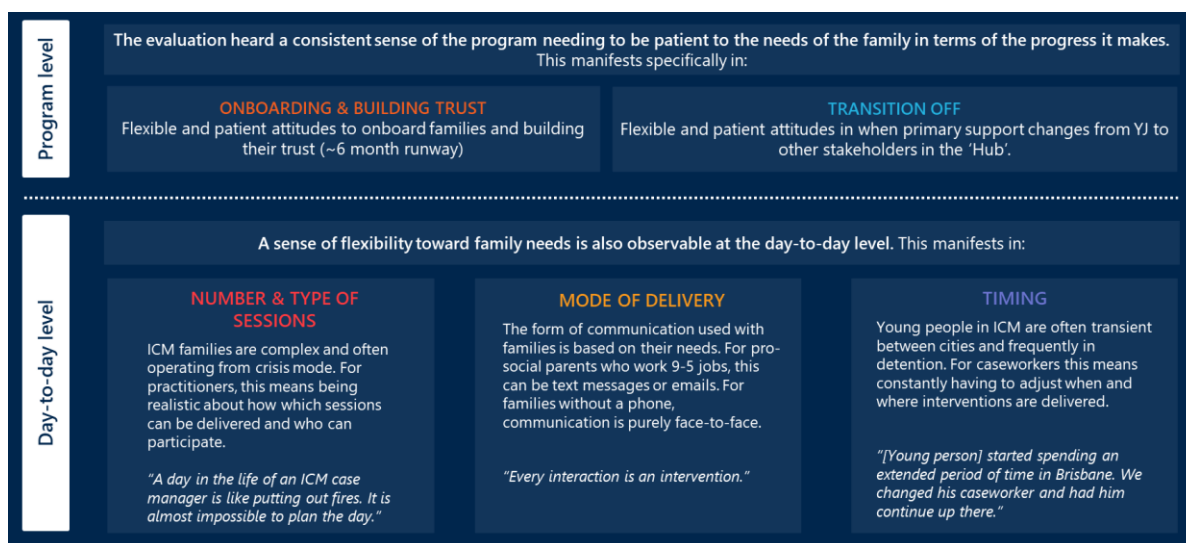 Program level
The evaluation heard a consistent sense of the program needing to be patient to the needs of the family in terms of the progress it makes.
This manifests specifically in:
ONBOARDING & BUILDING TRUST
Flexible and patient attitudes to onboard families and building
their trust (~6 month runway)
TRANSITION OFF
Flexible and patient attitudes in when primary support changes from YJ to
other stakeholders in the ‘Hub’.
Day-to-day level
A sense of flexibility toward family needs is also observable at the day-to-day level. This manifests in:
NUMBER & TYPE OF
SESSIONS
ICM families are complex and often
operating from crisis mode. For
practitioners, this means being
realistic about how which sessions
can be delivered and who can
participate.
“A day in the life of an ICM case
manager is like putting out fires. It is
almost impossible to plan the day.”
MODE OF DELIVERY
The form of communication used with
families is based on their needs. For pro-
social parents who work 9-5 jobs, this
can be text messages or emails. For
families without a phone,
communication is purely face-to-face.
“Every interaction is an intervention.”
TIMING
Young people in ICM are often transient
between cities and frequently in
detention. For caseworkers this means
constantly having to adjust when and
where interventions are delivered.
“[Young person] started spending an
extended period of time in Brisbane. We
changed his caseworker and had him
continue up there.”